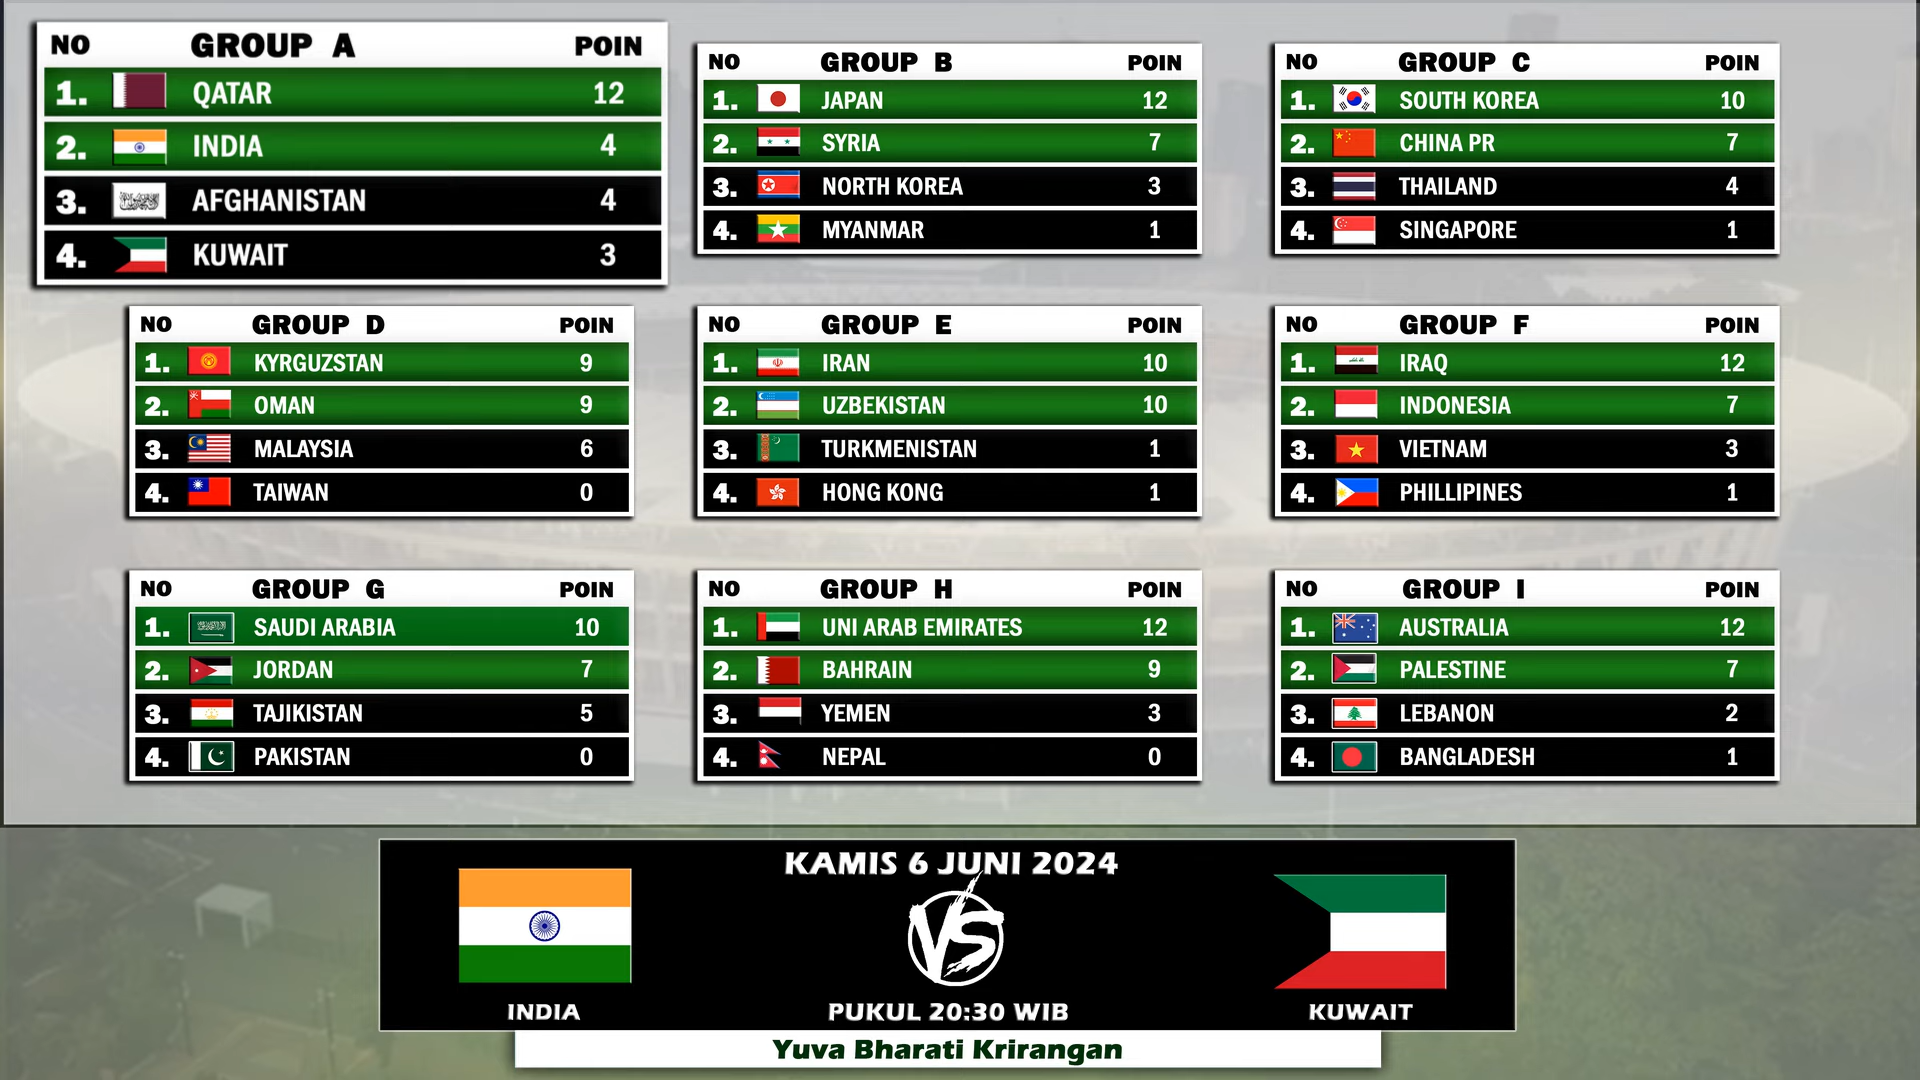 NO GROUP A POIN
1. QATAR 12
2. INDIA 4
3. AFGHANISTAN 4
4. KUWAIT 3
NO GROUP B POIN
1. JAPAN 12
2. SYRIA 7
3. NORTH KOREA 3
4. MYANMAR 1
NO GROUP C POIN
1. SOUTH KOREA 10
2. CHINA PR 7
3. THAILAND 4
4. SINGAPORE 1
NO GROUP D POIN
1. KYRGUZSTAN 9
2. OMAN 9
3. MALAYSIA 6
4. TAIWAN 0
NO GROUP E POIN
1. IRAN 10
2. UZBEKISTAN 10
3. TURKMENISTAN 1
4. HONG KONG 1
NO GROUP F POIN
1. IRAQ 12
2. INDONESIA 7
3. VIETNAM 3
4. PHILLIPINES 1
NO GROUP G POIN
1. SAUDI ARABIA 10
2. JORDAN 7
3. TAJIKISTAN 5
4. PAKISTAN 0
NO GROUP H POIN
1. UNI ARAB EMIRATES 12
2. BAHRAIN 9
3. YEMEN 3
4. NEPAL 0
NO GROUP I POIN
1. AUSTRALIA 12
2. PALESTINE 7
3. LEBANON 2
4. BANGLADESH 1
KAMIS 6 JUNI 2024
VS
INDIA PUKUL 20:30 WIB KUWAIT
Yuva Bharati Krirangan